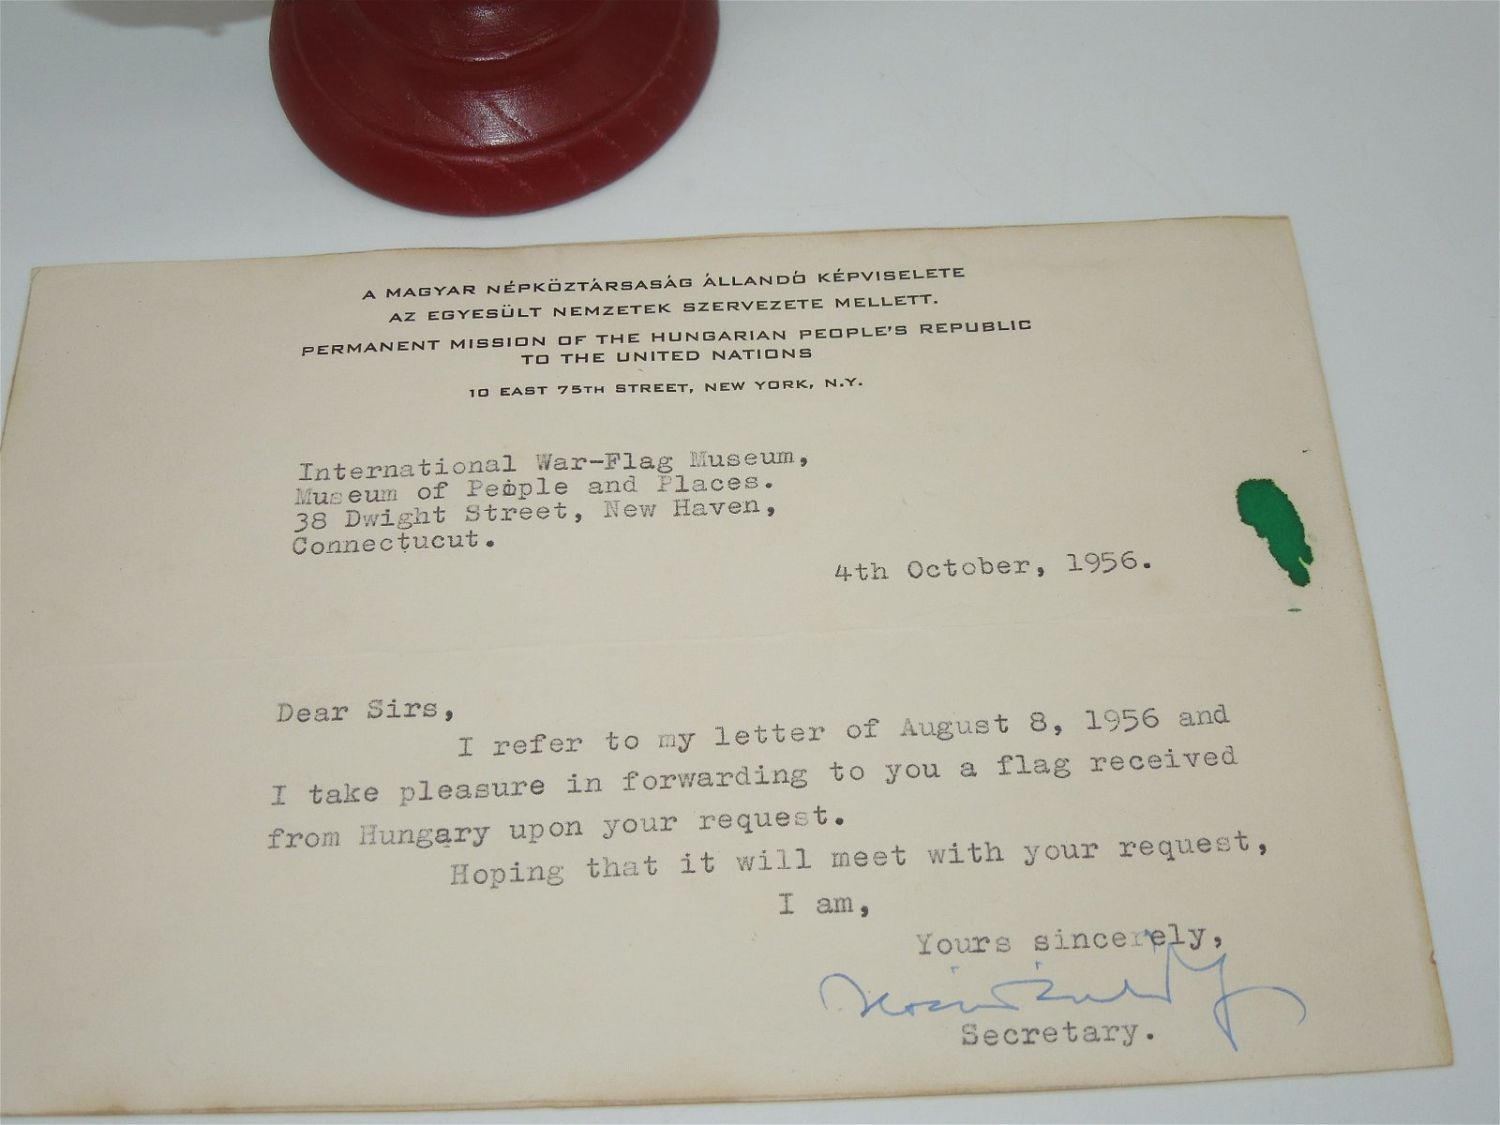 A MAGYAR NÉPKÖZTÁRSASÁG ÁLLANDÓ KÉPVISELETE
AZ EGYESÜLT NEMZETEK SZERVEZETE MELLETT.
PERMANENT MISSION OF THE HUNGARIAN PEOPLE'S REPUBLIC
TO THE UNITED NATIONS
10 EAST 75TH STREET, NEW YORK, N.Y.
International War-Flag Museum,
Museum of People and Places.
38 Dwight Street, New Haven,
Connectucut.
4th October, 1956.
Dear Sirs,
I refer to my letter of August 8, 1956 and
I take pleasure in forwarding to you a flag received
from Hungary upon your request.
Hoping that it will meet with your request,
I am,
Yours sincerely,
Secretary.